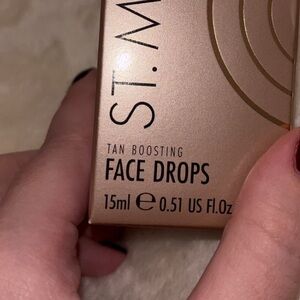 ST. M
TAN BOOSTING
FACE DROPS
15ml ℮ 0.51 US Fl.Oz